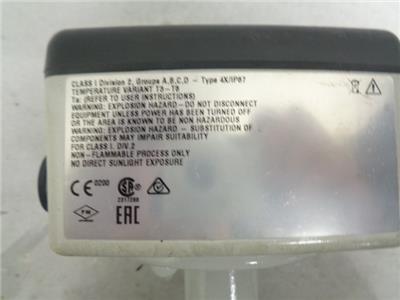 CLASS I Division 2, Groups A,B,C,D - Type 4X/IP67
TEMPERATURE VARIANT T3-T6
Ta: (REFER TO USER INSTRUCTIONS)
WARNING: EXPLOSION HAZARD-DO NOT DISCONNECT
EQUIPMENT UNLESS POWER HAS BEEN TURNED OFF
OR THE AREA IS KNOWN TO BE NON HAZARDOUS
WARNING: EXPLOSION HAZARD - SUBSTITUTION OF
COMPONENTS MAY IMPAIR SUITABILITY
FOR CLASS I, DIV.2
NON-FLAMMABLE PROCESS ONLY
NO DIRECT SUNLIGHT EXPOSURE
CE 0200
FM EAC